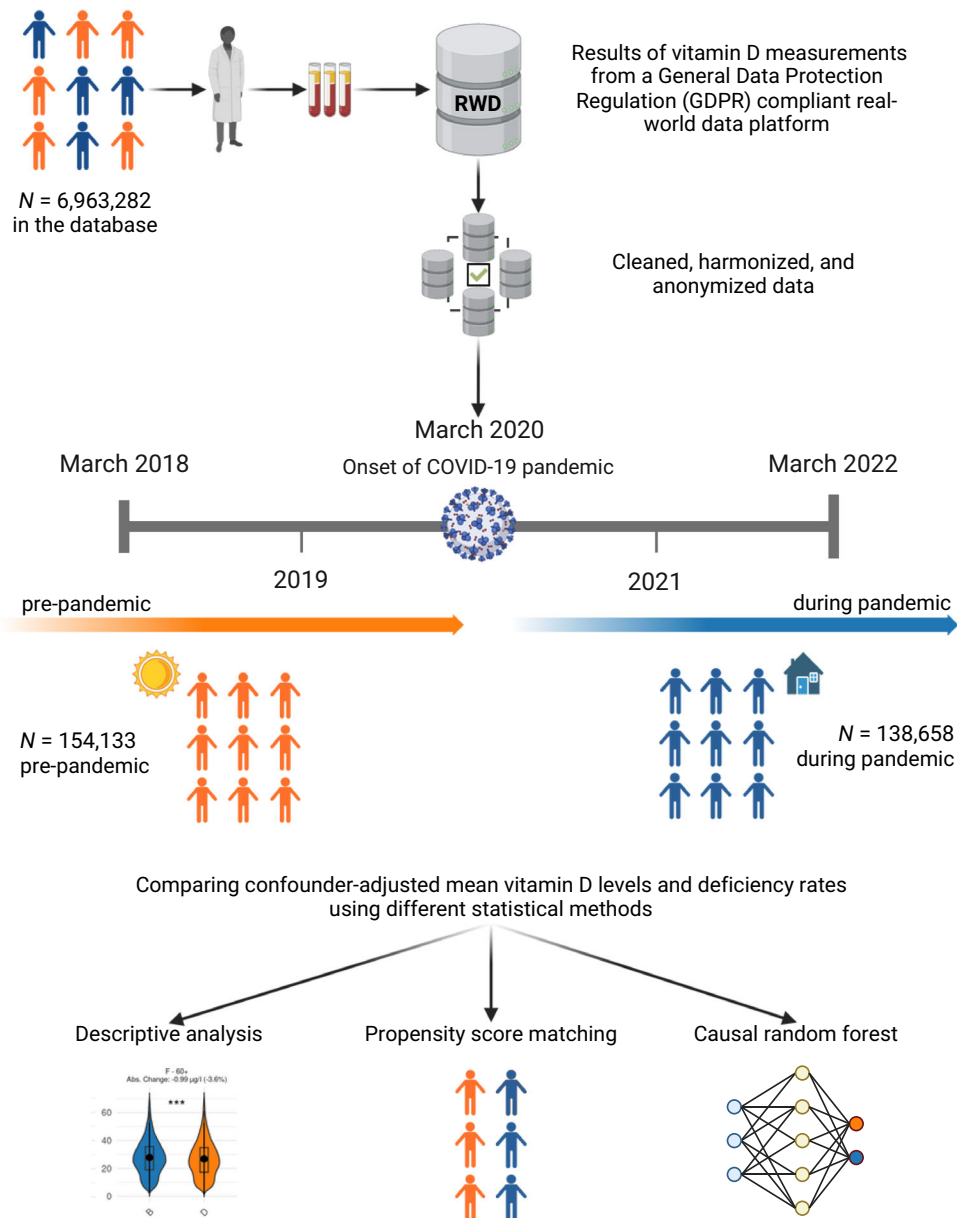 Results of vitamin D measurements
from a General Data Protection
Regulation (GDPR) compliant real-
world data platform
RWD
N = 6,963,282
in the database
Cleaned, harmonized, and
anonymized data
March 2020
March 2018
Onset of COVID-19 pandemic
March 2022
2019
2021
pre-pandemic
during pandemic
N = 154,133
pre-pandemic
N = 138,658
during pandemic
Comparing confounder-adjusted mean vitamin D levels and deficiency rates
using different statistical methods
Descriptive analysis
Propensity score matching
Causal random forest
F - 60+
Abs. Change: -0.99 µg/l (-3.6%)
***
60
40
20
0
B
D